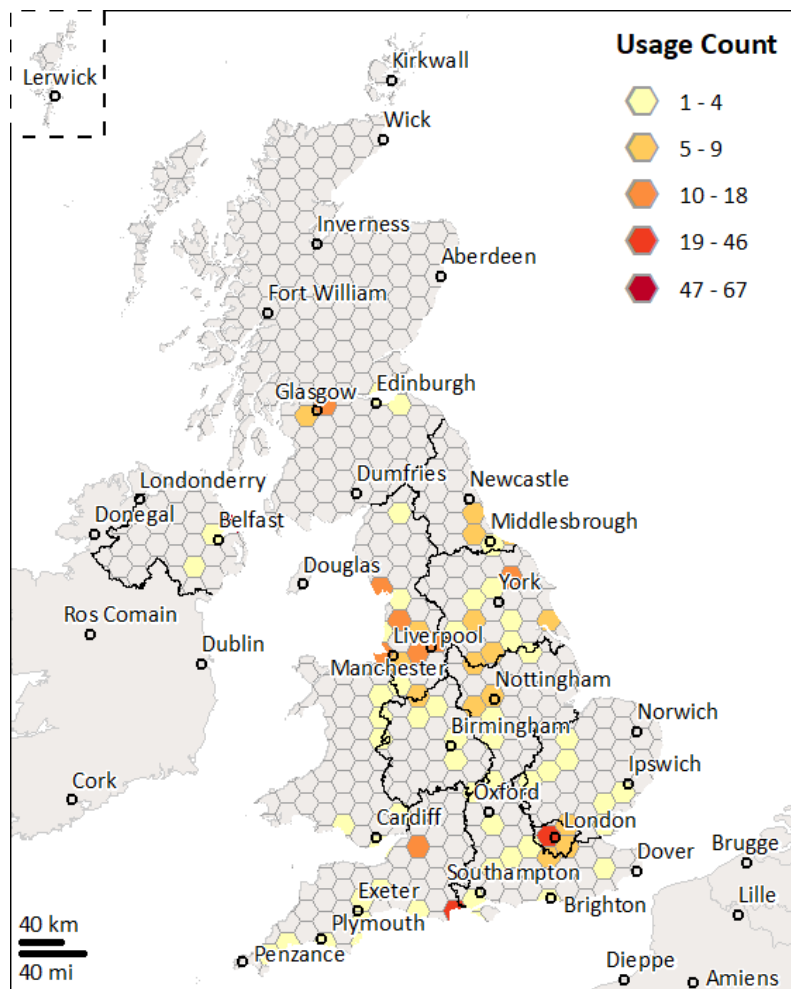 Usage Count
1 - 4
5 - 9
10 - 18
19 - 46
47 - 67
Lerwick
Kirkwall
Wick
Inverness
Aberdeen
Fort William
Glasgow
Edinburgh
Dumfries
Newcastle
Londonderry
Donegal
Belfast
Middlesbrough
Douglas
York
Ros Comain
Liverpool
Dublin
Manchester
Nottingham
Norwich
Birmingham
Ipswich
Cork
Oxford
Cardiff
London
Dover
Brugge
Southampton
Exeter
Brighton
Lille
Plymouth
40 km
40 mi
Penzance
Dieppe
Amiens